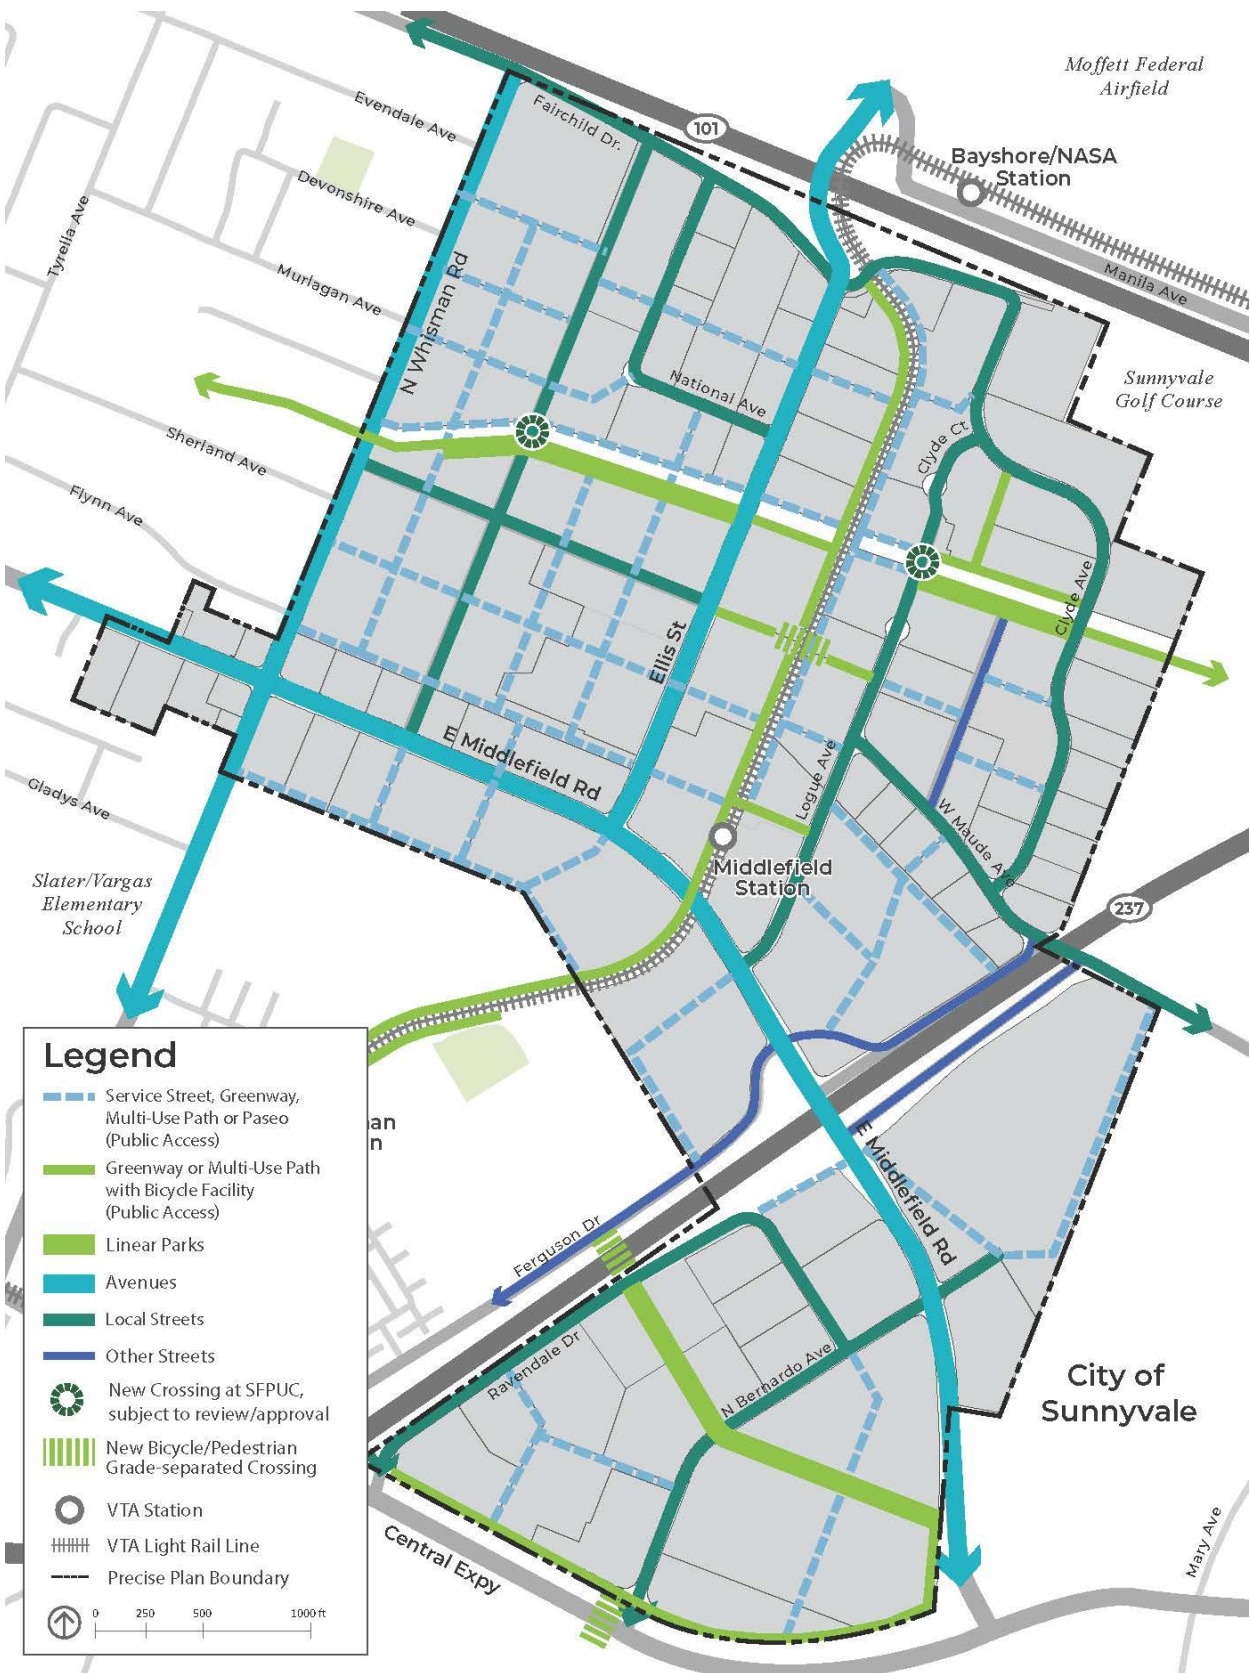 Moffett Federal
Airfield
Evendale Ave
Fairchild Dr.
101
Bayshore/NASA
Station
Devonshire Ave
Tyrella Ave
Murlagan Ave
N Whisman Rd
Manila Ave
Sunnyvale
Golf Course
National Ave
Clyde Ct
Sherland Ave
Flynn Ave
Clyde Ave
Ellis St
E Middlefield Rd
Logue Ave
Gladys Ave
W Maude Ave
Middlefield
Station
Slater/Vargas
Elementary
School
237
an
n
E Middlefield Rd
Ferguson Dr
Ravendale Dr
N Bernardo Ave
City of
Sunnyvale
Central Expy
Mary Ave
Legend
Service Street, Greenway,
Multi-Use Path or Paseo
(Public Access)
Greenway or Multi-Use Path
with Bicycle Facility
(Public Access)
Linear Parks
Avenues
Local Streets
Other Streets
New Crossing at SFPUC,
subject to review/approval
New Bicycle/Pedestrian
Grade-separated Crossing
VTA Station
VTA Light Rail Line
Precise Plan Boundary
0 250 500 1000 ft